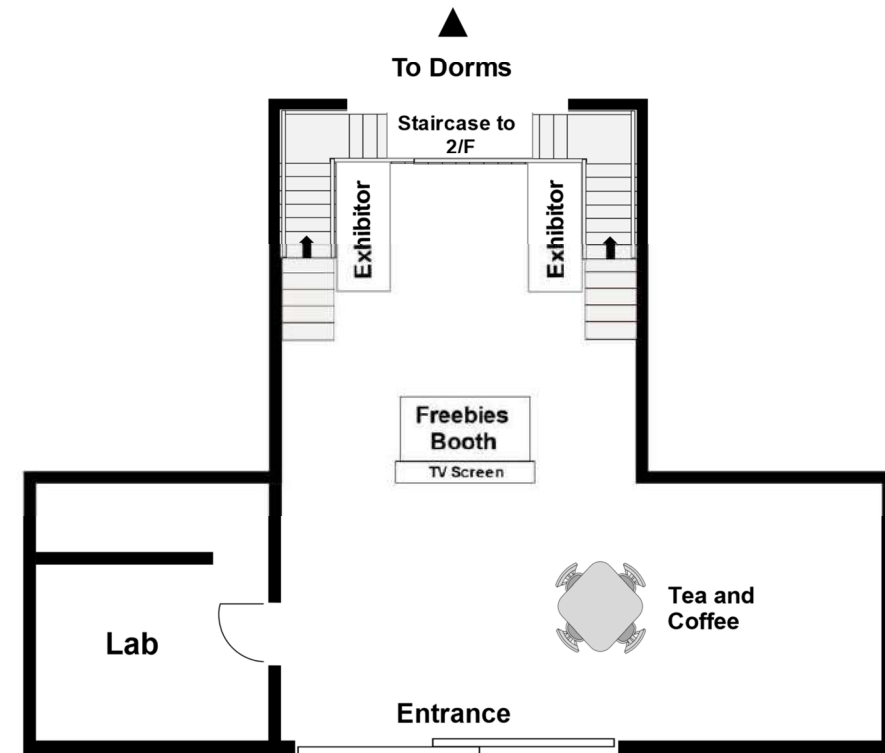 To Dorms
Staircase to
2/F
Exhibitor
Exhibitor
Freebies
Booth
TV Screen
Tea and
Coffee
Lab
Entrance